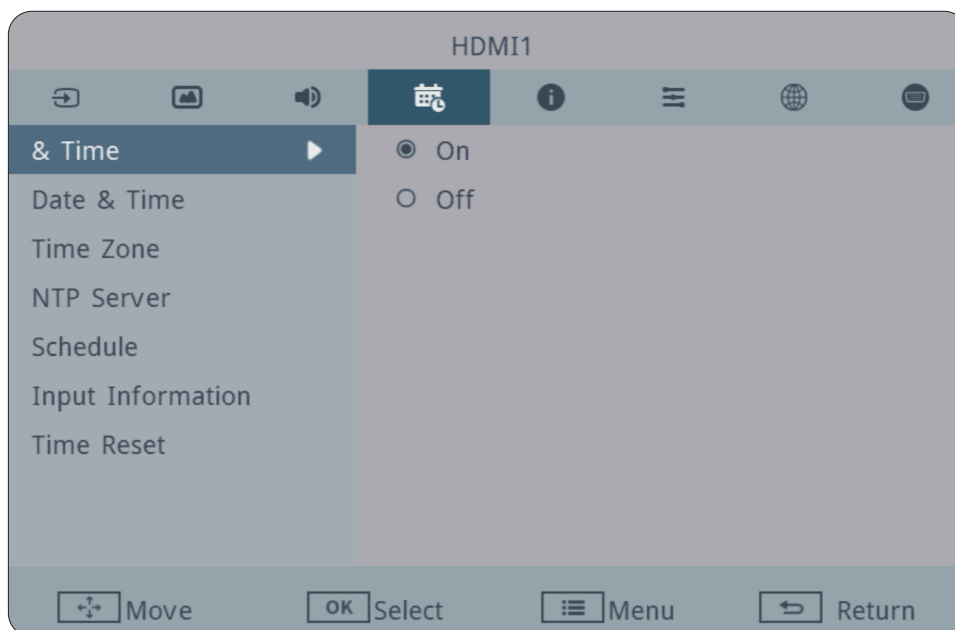 HDMI1
& Time
On
Date & Time
Off
Time Zone
NTP Server
Schedule
Input Information
Time Reset
Move OK Select Menu Return